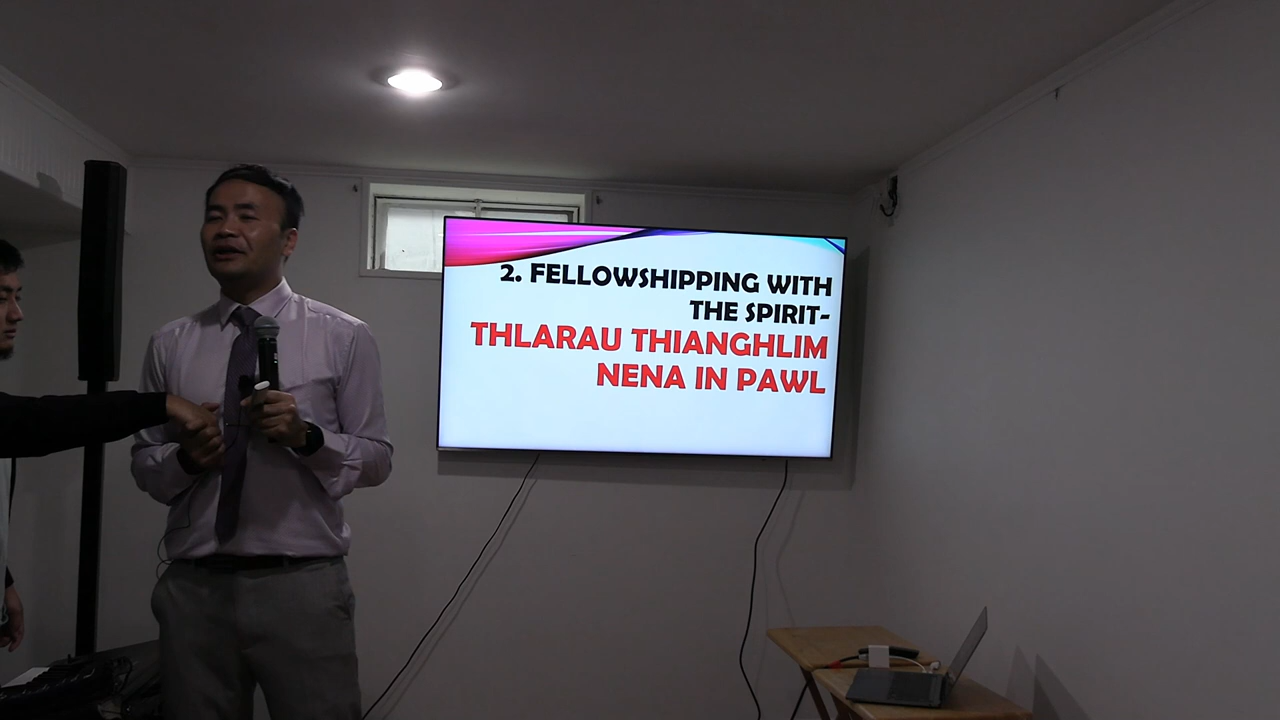 2. FELLOWSHIPPING WITH
THE SPIRIT-
THLARAU THIANGHLIM
NENA IN PAWL